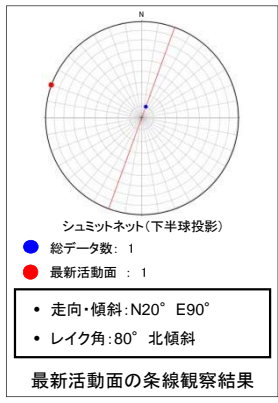 N
シュミットネット(下半球投影)
総データ数: 1
最新活動面 : 1
• 走向・傾斜:N20°E90°
• レイク角:80°北傾斜
最新活動面の条線観察結果